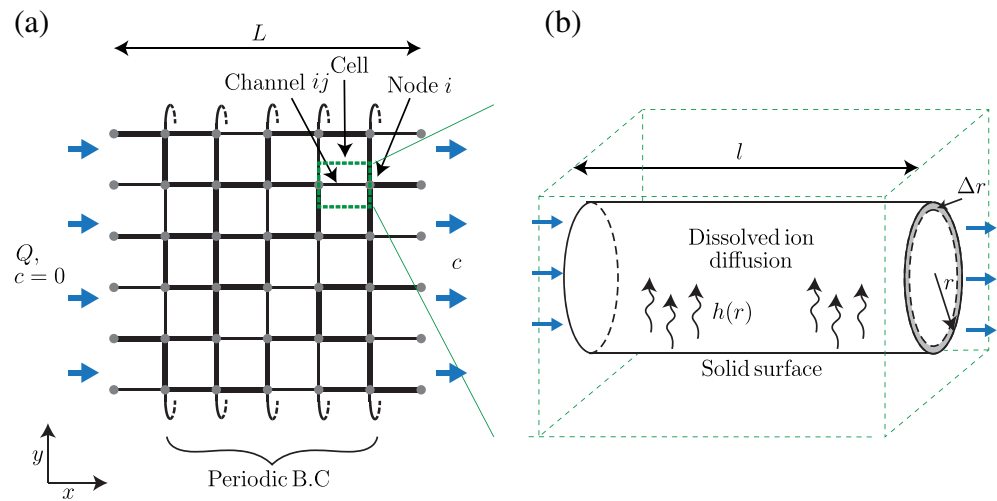 (a)
L
Cell
Channel ij
Node i
Q,
c = 0
c
y
x
Periodic B.C
(b)
l
Δr
Dissolved ion
diffusion
r
h(r)
Solid surface